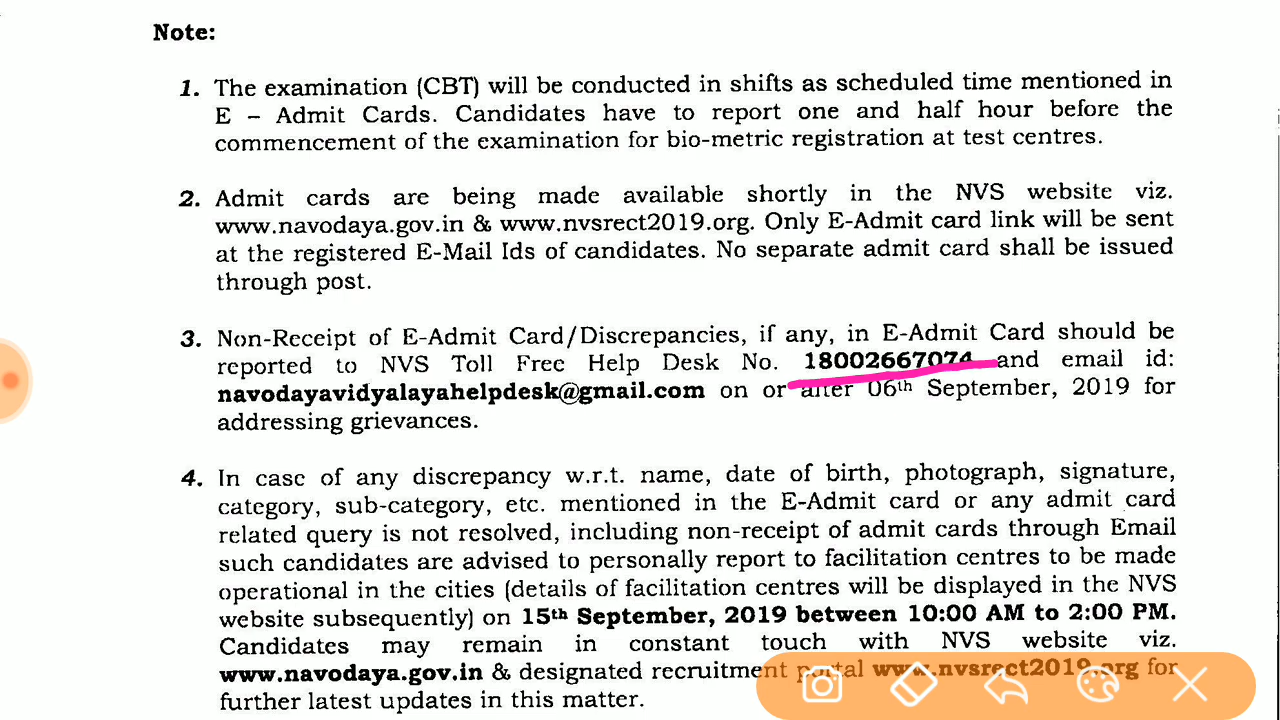 Note:
1. The examination (CBT) will be conducted in shifts as scheduled time mentioned in
E – Admit Cards. Candidates have to report one and half hour before the
commencement of the examination for bio-metric registration at test centres.
2. Admit cards are being made available shortly in the NVS website viz.
www.navodaya.gov.in & www.nvsrect2019.org. Only E-Admit card link will be sent
at the registered E-Mail Ids of candidates. No separate admit card shall be issued
through post.
3. Non-Receipt of E-Admit Card/Discrepancies, if any, in E-Admit Card should be
reported to NVS Toll Free Help Desk No. 18002667074 and email id:
navodayavidyalayahelpdesk@gmail.com on or after 06th September, 2019 for
addressing grievances.
4. In case of any discrepancy w.r.t. name, date of birth, photograph, signature,
category, sub-category, etc. mentioned in the E-Admit card or any admit card
related query is not resolved, including non-receipt of admit cards through Email
such candidates are advised to personally report to facilitation centres to be made
operational in the cities (details of facilitation centres will be displayed in the NVS
website subsequently) on 15th September, 2019 between 10:00 AM to 2:00 PM.
Candidates may remain in constant touch with NVS website viz.
www.navodaya.gov.in & designated recruitment portal www.nvsrect2019.org for
further latest updates in this matter.